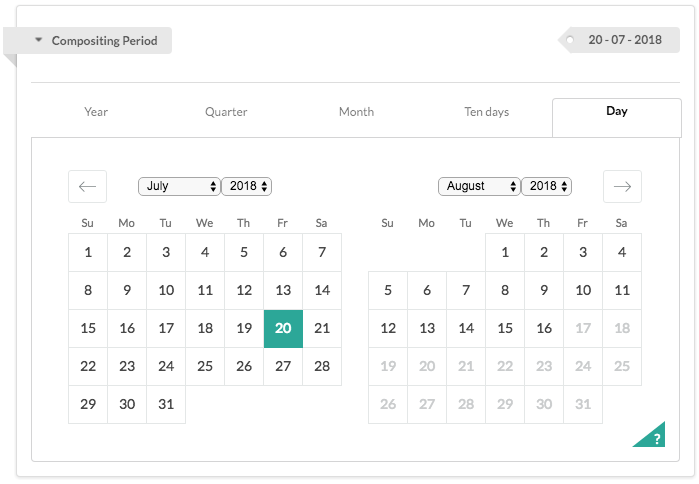 Compositing Period 20 - 07 - 2018
Year Quarter Month Ten days Day
July 2018 August 2018
Su Mo Tu We Th Fr Sa Su Mo Tu We Th Fr Sa
1 2 3 4 5 6 7 1 2 3 4
8 9 10 11 12 13 14 5 6 7 8 9 10 11
15 16 17 18 19 20 21 12 13 14 15 16 17 18
22 23 24 25 26 27 28 19 20 21 22 23 24 25
29 30 31 26 27 28 29 30 31
?